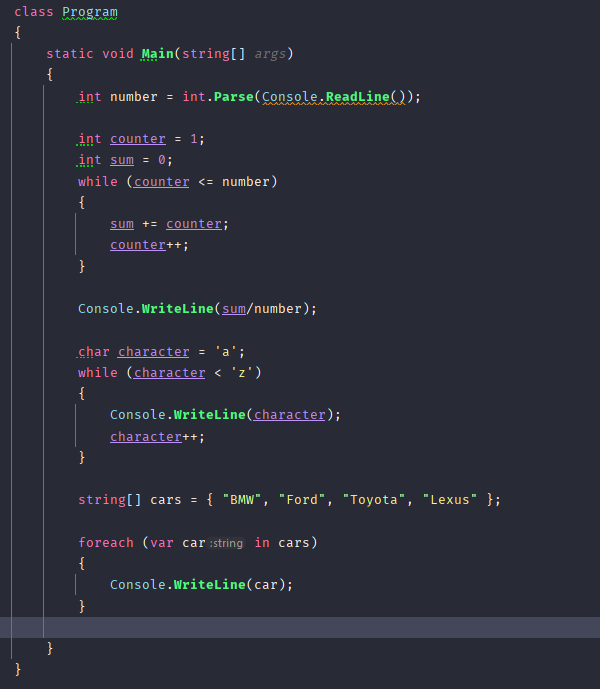 class Program
{
    static void Main(string[] args)
    {
        int number = int.Parse(Console.ReadLine());

        int counter = 1;
        int sum = 0;
        while (counter <= number)
        {
            sum += counter;
            counter++;
        }

        Console.WriteLine(sum/number);

        char character = 'a';
        while (character < 'z')
        {
            Console.WriteLine(character);
            character++;
        }

        string[] cars = { "BMW", "Ford", "Toyota", "Lexus" };

        foreach (var car :string in cars)
        {
            Console.WriteLine(car);
        }

    }
}